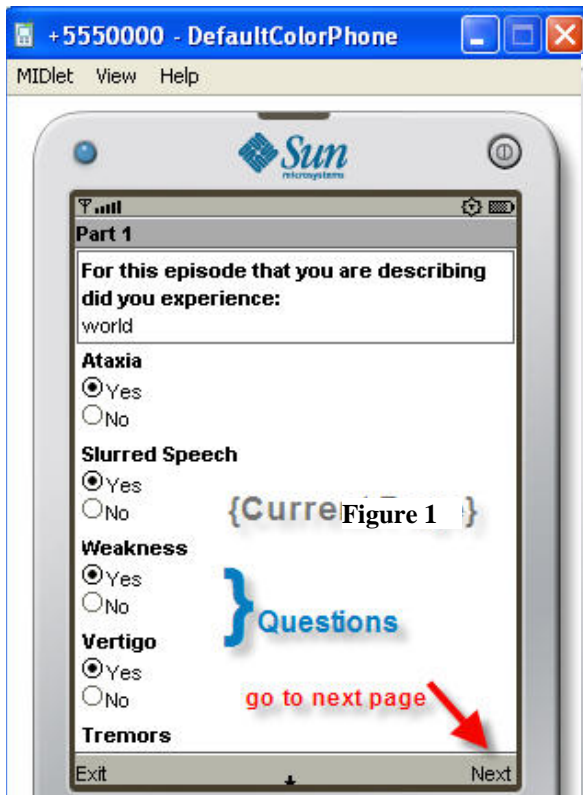 +5550000 - DefaultColorPhone
MIDlet View Help
Sun
microsystems
Part 1
For this episode that you are describing
did you experience:
world
Ataxia
Yes
No
Slurred Speech
Yes
No
{Curre Figure 1 }
Weakness
Yes
No
Questions
Vertigo
Yes
No
go to next page
Tremors
Exit Next